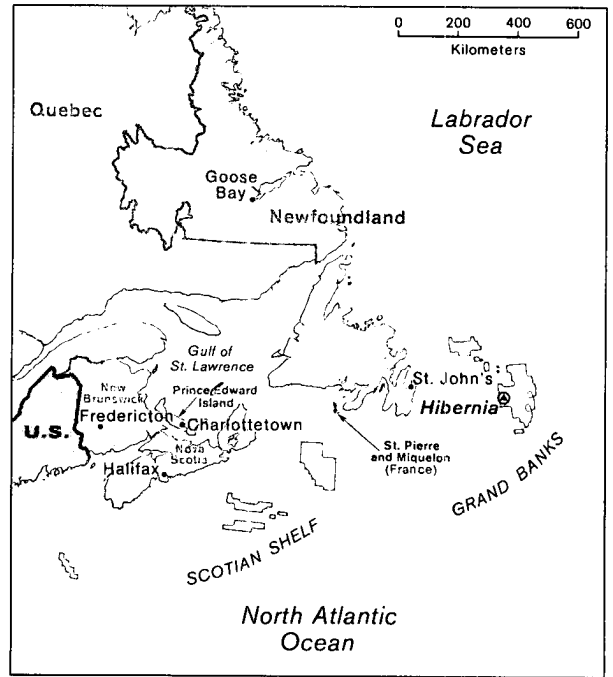 0 200 400 600
Kilometers
Quebec
Labrador
Sea
Goose
Bay
Newfoundland
Gulf of
St. Lawrence
New
Brunswick
Prince Edward
Island
St. John's
Fredericton
Charlottetown
Hibernia
U.S.
Nova
Scotia
Halifax
St. Pierre
and Miquelon
(France)
GRAND BANKS
SCOTIAN SHELF
North Atlantic
Ocean